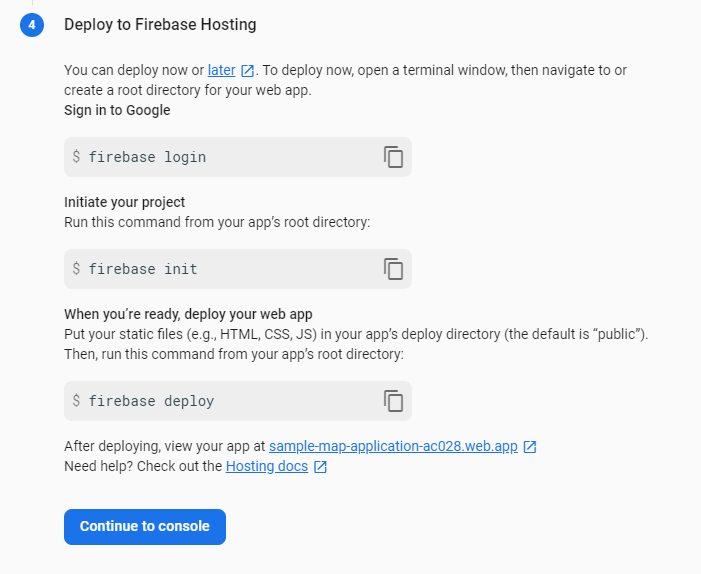 4 Deploy to Firebase Hosting
You can deploy now or later. To deploy now, open a terminal window, then navigate to or
create a root directory for your web app.
Sign in to Google
$ firebase login
Initiate your project
Run this command from your app’s root directory:
$ firebase init
When you’re ready, deploy your web app
Put your static files (e.g., HTML, CSS, JS) in your app’s deploy directory (the default is “public”).
Then, run this command from your app’s root directory:
$ firebase deploy
After deploying, view your app at sample-map-application-ac028.web.app
Need help? Check out the Hosting docs
Continue to console